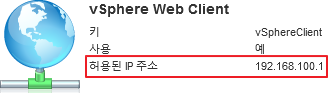 vSphere Web Client
키 vSphereClient
사용 예
허용된 IP 주소 192.168.100.1